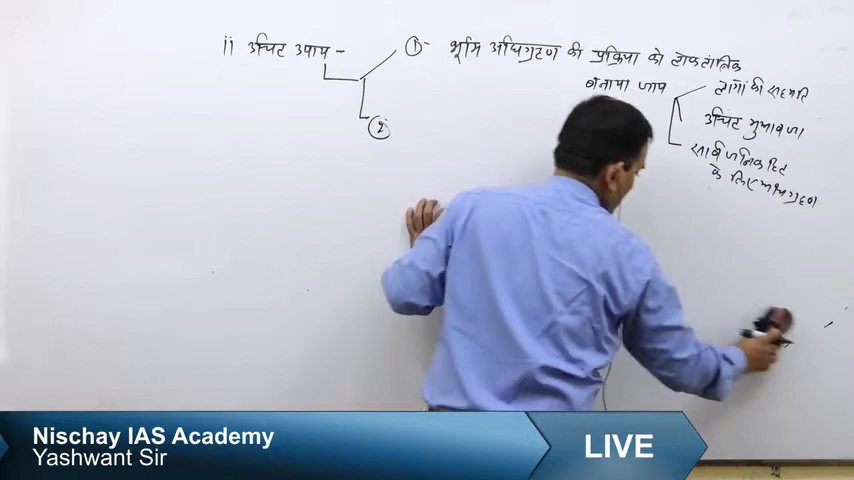 ii उचित उपाय - ① - भूमि अधिग्रहण की प्रक्रिया को लोकतांत्रिक
बनाया जाय
लोगों की सहमति
उचित मुआवजा
②
सार्वजनिक हित
के लिए अधिग्रहण
Nischay IAS Academy
Yashwant Sir
LIVE